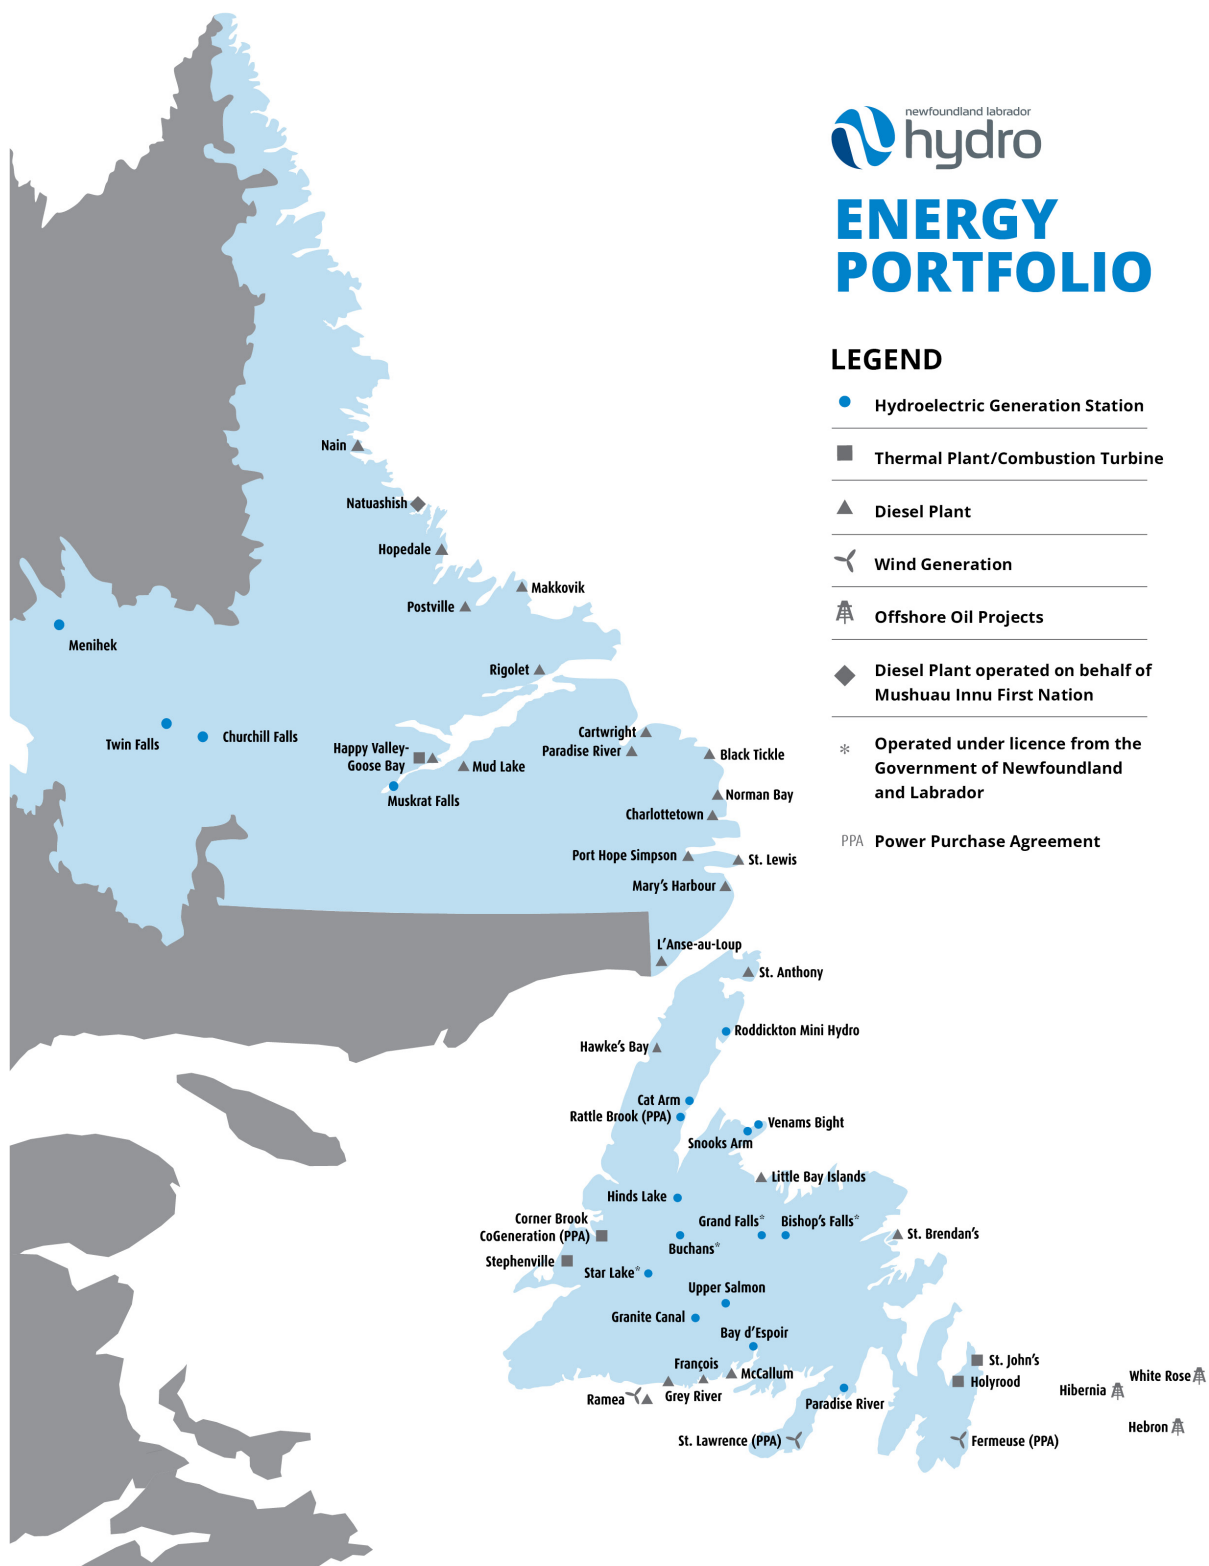 newfoundland labrador
hydro
ENERGY
PORTFOLIO
LEGEND
Hydroelectric Generation Station
Thermal Plant/Combustion Turbine
Diesel Plant
Wind Generation
Offshore Oil Projects
Diesel Plant operated on behalf of
Mushuau Innu First Nation
* Operated under licence from the
Government of Newfoundland
and Labrador
PPA Power Purchase Agreement
Nain
Natuashish
Hopedale
Makkovik
Postville
Menihek
Rigolet
Twin Falls
Churchill Falls
Cartwright
Happy Valley-
Goose Bay
Paradise River
Black Tickle
Mud Lake
Muskrat Falls
Norman Bay
Charlottetown
Port Hope Simpson
St. Lewis
Mary's Harbour
L'Anse-au-Loup
St. Anthony
Roddickton Mini Hydro
Hawke's Bay
Cat Arm
Rattle Brook (PPA)
Venams Bight
Snooks Arm
Little Bay Islands
Hinds Lake
Corner Brook
CoGeneration (PPA)
Grand Falls*
Bishop's Falls*
St. Brendan's
Buchans*
Stephenville
Star Lake*
Upper Salmon
Granite Canal
Bay d'Espoir
St. John's
François
McCallum
Holyrood
White Rose
Hibernia
Ramea
Grey River
Paradise River
Hebron
St. Lawrence (PPA)
Fermeuse (PPA)